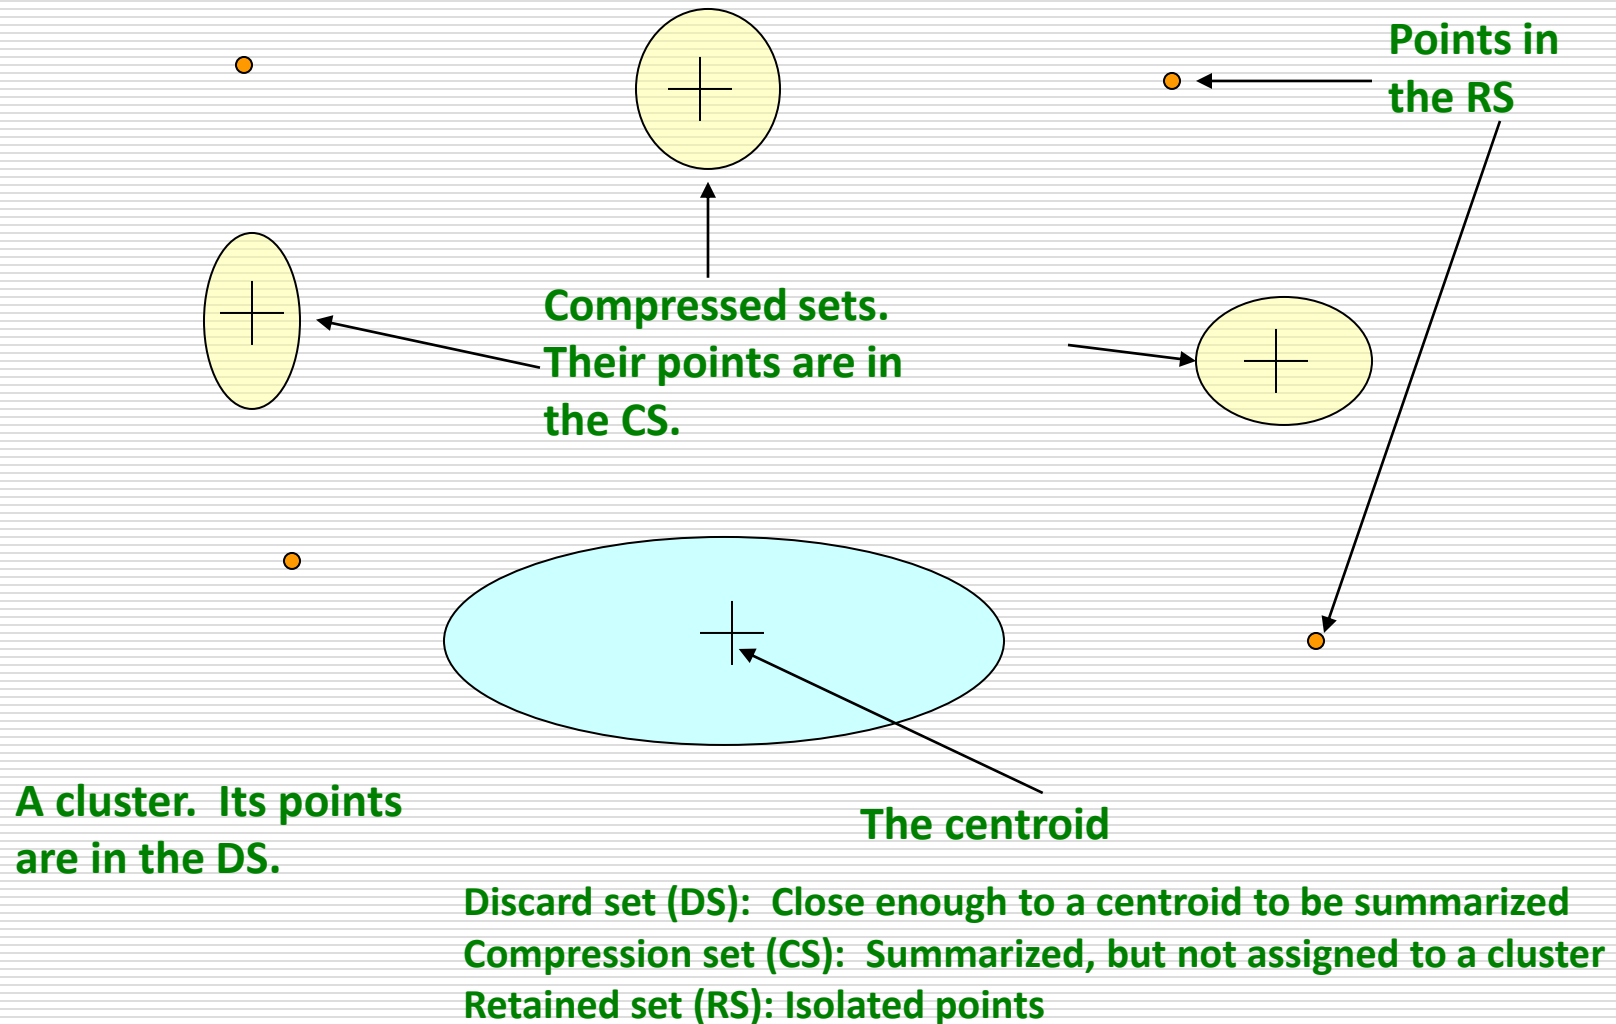 Points in
the RS
Compressed sets.
Their points are in
the CS.
A cluster.  Its points
are in the DS.
The centroid
Discard set (DS):  Close enough to a centroid to be summarized
Compression set (CS):  Summarized, but not assigned to a cluster
Retained set (RS): Isolated points